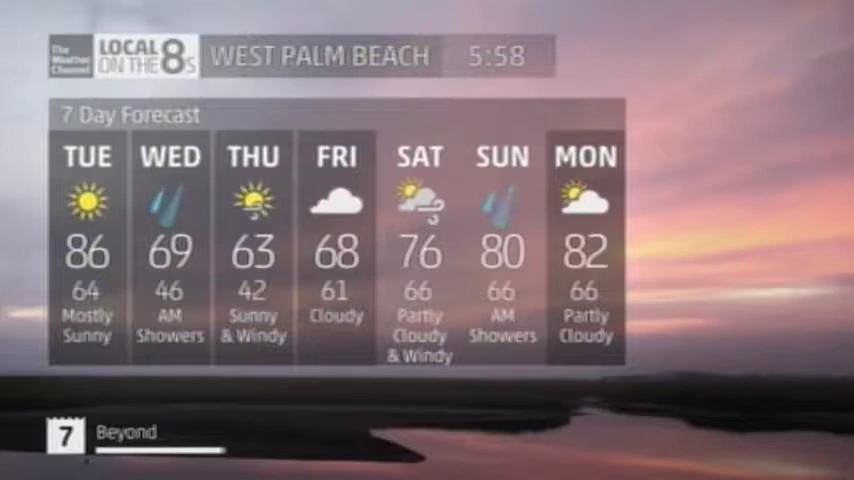 The Weather Channel
LOCAL ON THE 8s
WEST PALM BEACH 5:58
7 Day Forecast
TUE WED THU FRI SAT SUN MON
86 69 63 68 76 80 82
64 46 42 61 66 66 66
Mostly Sunny
AM Showers
Sunny & Windy
Cloudy
Partly Cloudy & Windy
AM Showers
Partly Cloudy
7 Beyond